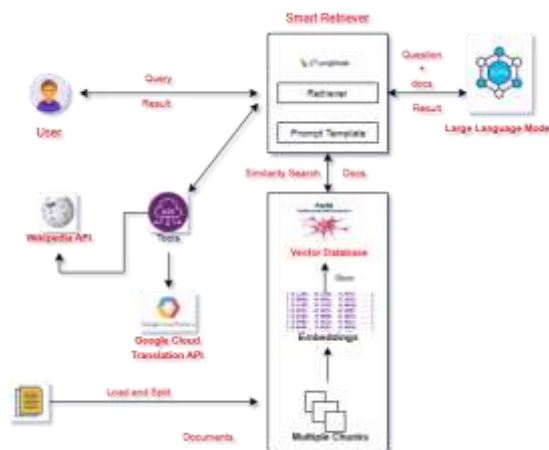 Smart Retriever
Query.
Result.
User.
Retriever
Prompt Template
Question
+
docs.
Result.
Large Language Model
Similarity Search.
Docs.
Wikipedia API
Tools
Google Cloud
Translation API
Vector Database
Store
Embeddings
Load and Split.
Multiple Chunks
Documents.